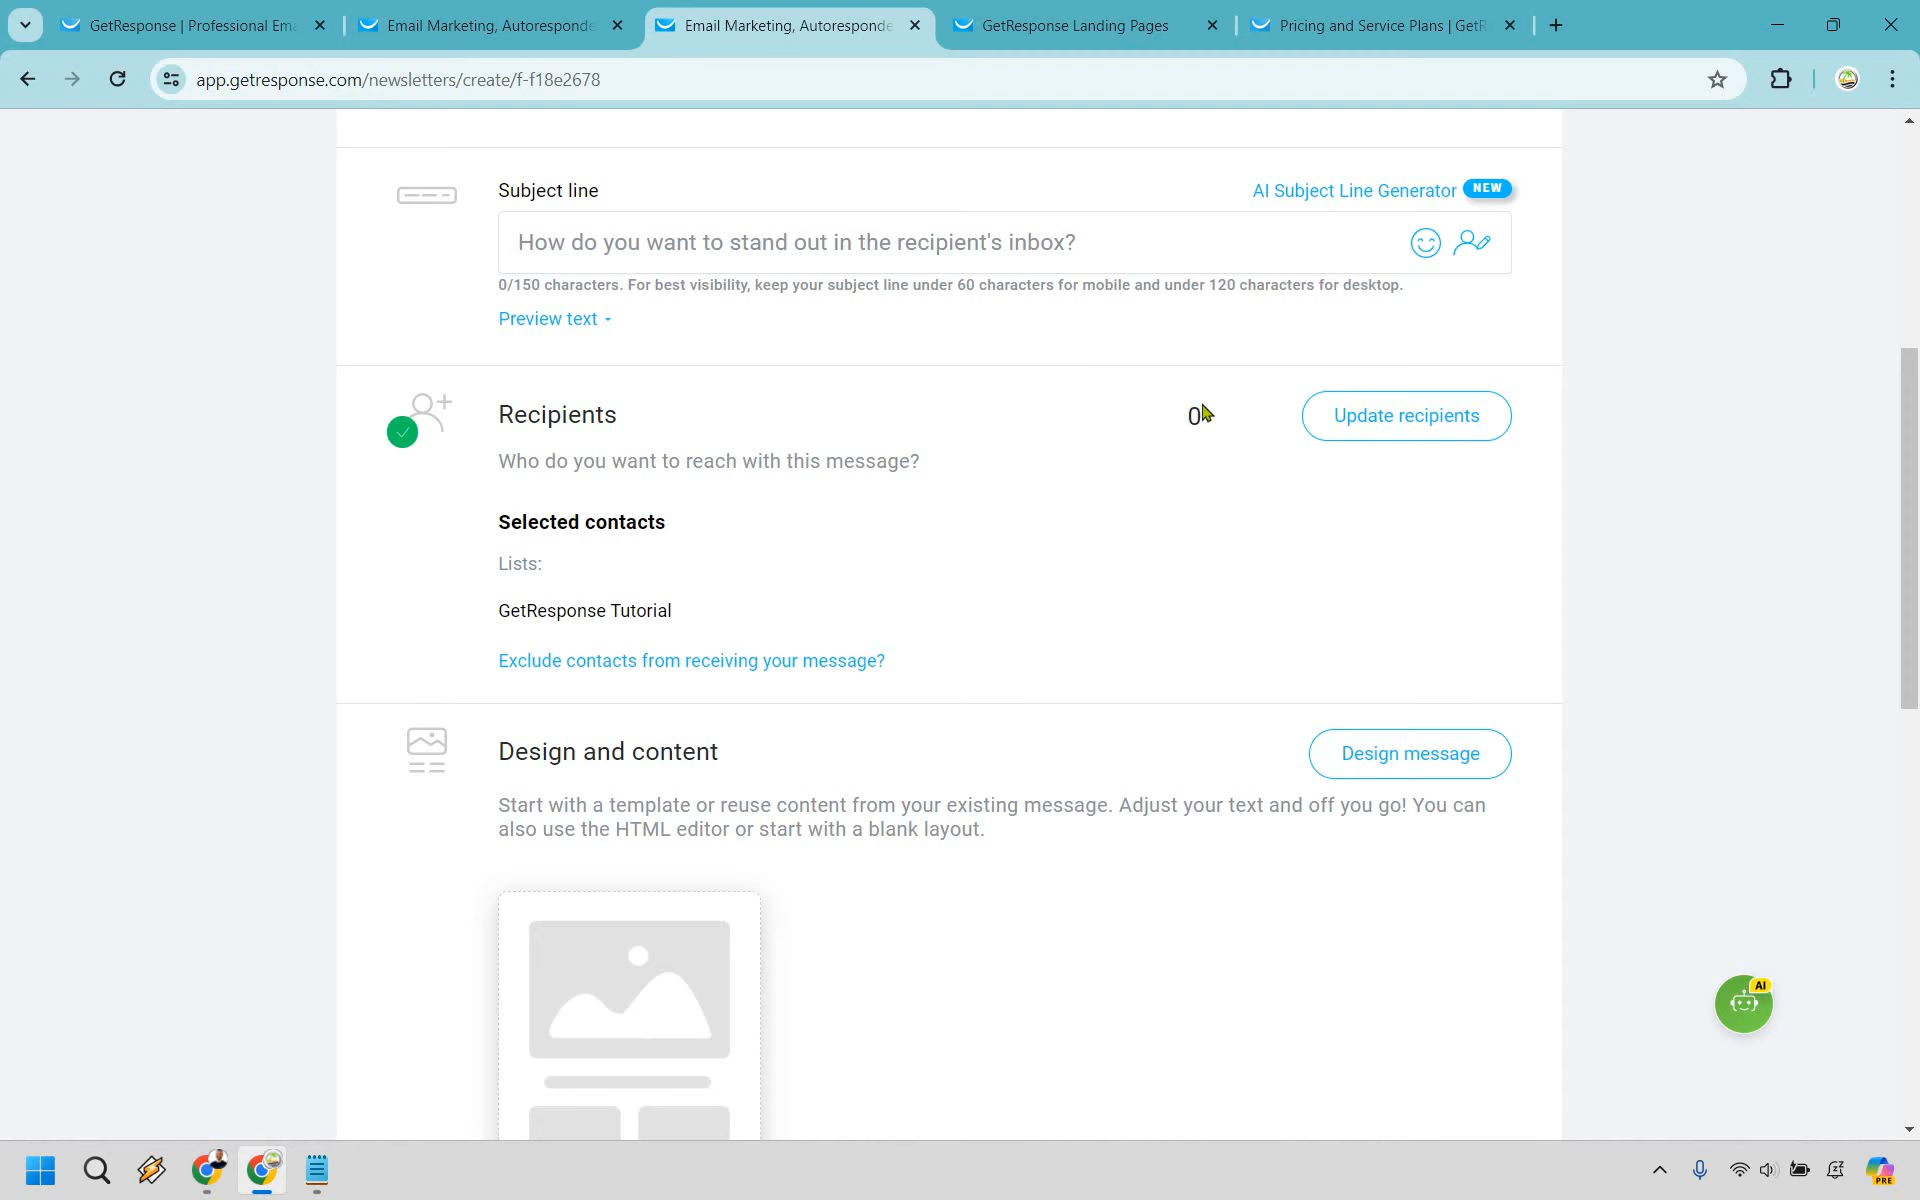 GetResponse | Professional Ema
Email Marketing, Autoresponde
Email Marketing, Autoresponde
GetResponse Landing Pages
Pricing and Service Plans | GetR
app.getresponse.com/newsletters/create/f-f18e2678
Subject line
AI Subject Line Generator NEW
How do you want to stand out in the recipient's inbox?
0/150 characters. For best visibility, keep your subject line under 60 characters for mobile and under 120 characters for desktop.
Preview text
Recipients
0
Update recipients
Who do you want to reach with this message?
Selected contacts
Lists:
GetResponse Tutorial
Exclude contacts from receiving your message?
Design and content
Design message
Start with a template or reuse content from your existing message. Adjust your text and off you go! You can
also use the HTML editor or start with a blank layout.
AI
PRE